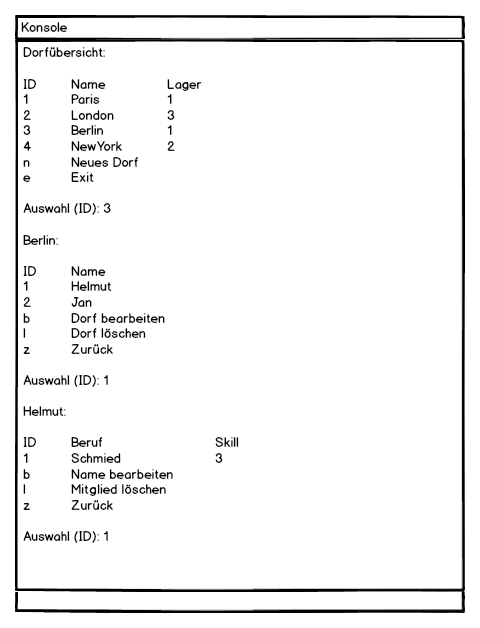 Konsole
Dorfübersicht:
ID Name Lager
1 Paris 1
2 London 3
3 Berlin 1
4 NewYork 2
n Neues Dorf
e Exit
Auswahl (ID): 3
Berlin:
ID Name
1 Helmut
2 Jan
b Dorf bearbeiten
l Dorf löschen
z Zurück
Auswahl (ID): 1
Helmut:
ID Beruf Skill
1 Schmied 3
b Name bearbeiten
l Mitglied löschen
z Zurück
Auswahl (ID): 1